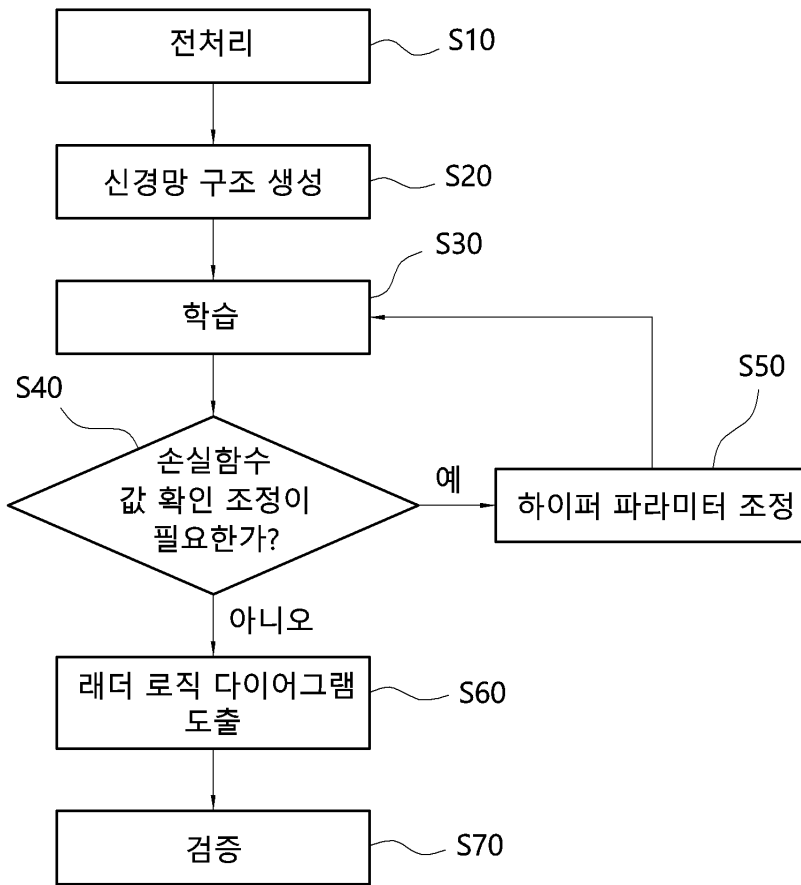 전처리
S10
신경망 구조 생성
S20
S30
학습
S40
S50
손실함수
값 확인 조정이
필요한가?
예
하이퍼 파라미터 조정
아니오
래더 로직 다이어그램
도출
S60
검증
S70